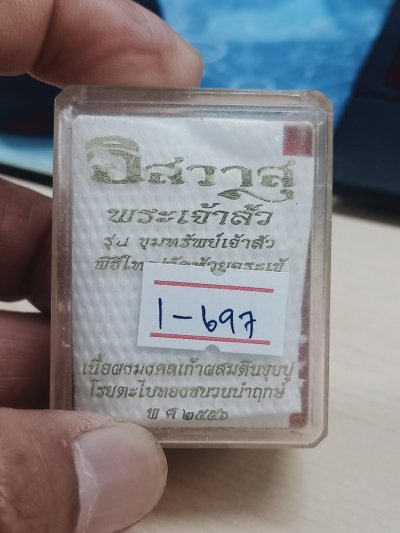 อิสวาสุ
พระเจ้าสัว
รุ่น ขุมทรัพย์เจ้าสัว
1-697
เนื้อผงมงคลเก้าผสมดินขุยปู
โรยตะไบทองชนวนนำฤกษ์
พ ศ ๒๕๕๖